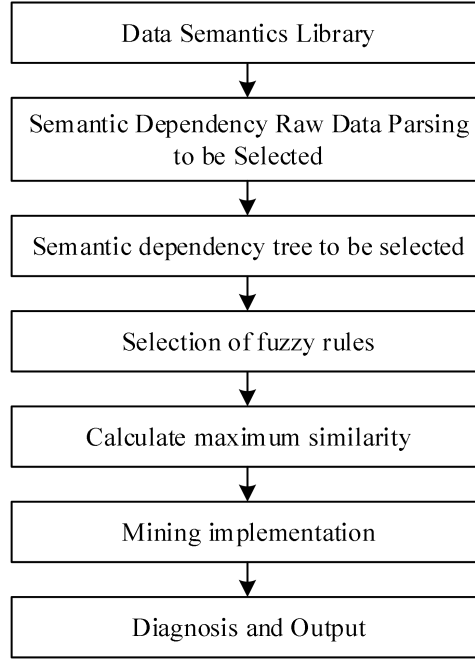 Data Semantics Library
Semantic Dependency Raw Data Parsing
to be Selected
Semantic dependency tree to be selected
Selection of fuzzy rules
Calculate maximum similarity
Mining implementation
Diagnosis and Output